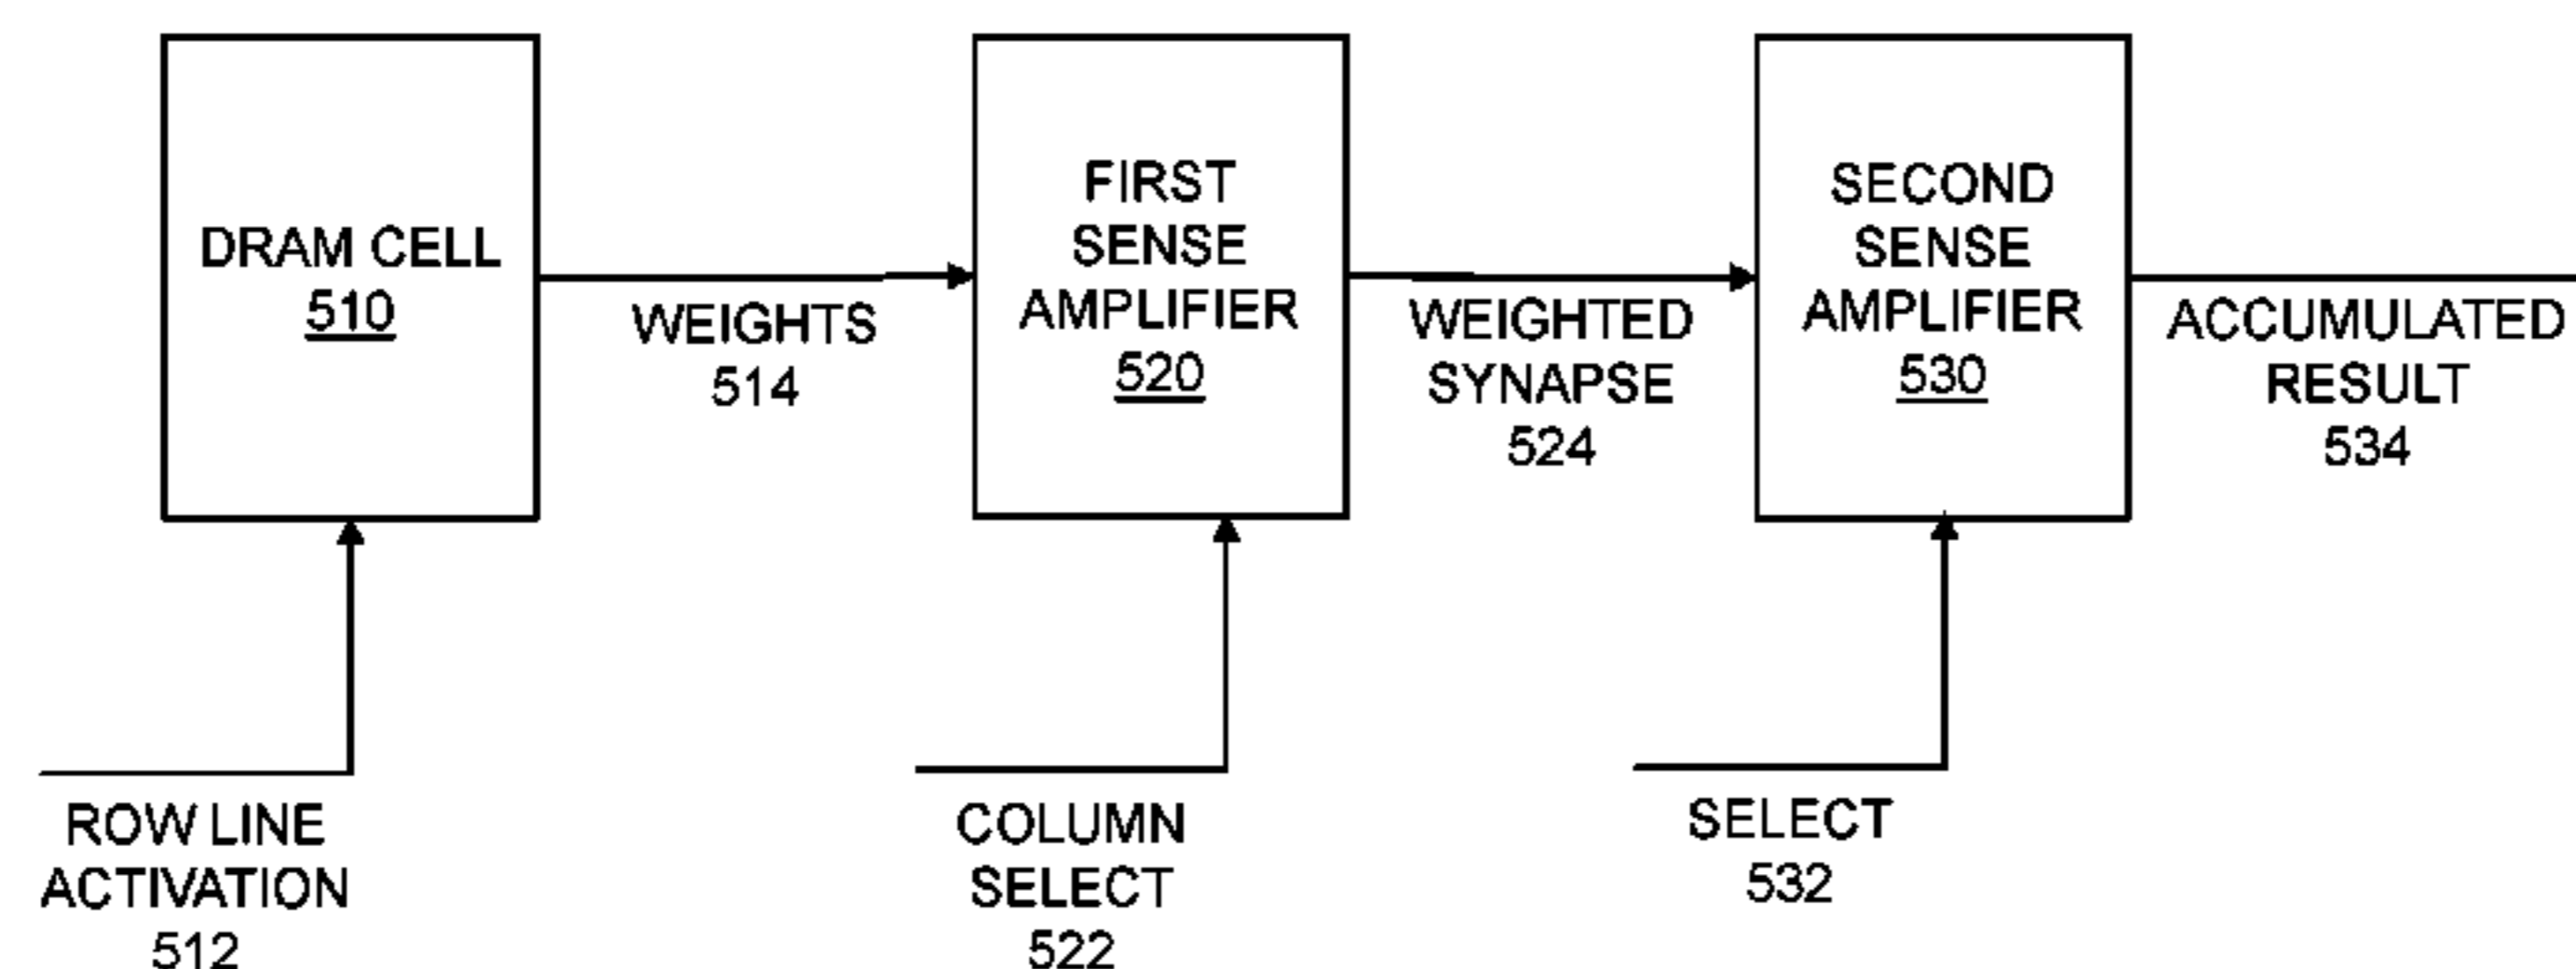 DRAM CELL
510
WEIGHTS
514
FIRST
SENSE
AMPLIFIER
520
WEIGHTED
SYNAPSE
524
SECOND
SENSE
AMPLIFIER
530
ACCUMULATED
RESULT
534
ROW LINE
ACTIVATION
512
COLUMN
SELECT
522
SELECT
532